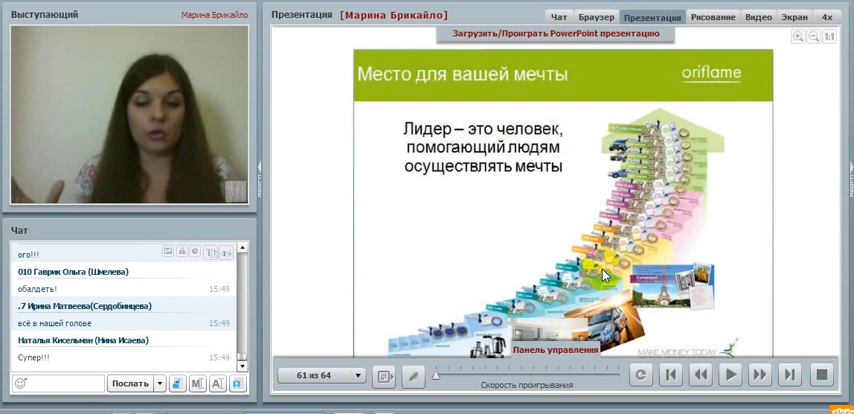 Выступающий
Марина Брикайло
Чат
ого!!!
010 Гаврик Ольга (Шмелева)
обалдеть!
15:49
.7 Ирина Матвеева(Сердобинцева)
всё в нашей голове
15:49
Наталья Кисельман (Нина Исаева)
Супер!!!
15:49
Послать
Презентация [Марина Брикайло]
Чат Браузер Презентация Рисование Видео Экран 4x
Загрузить/Проиграть PowerPoint презентацию
1:1
Место для вашей мечты
oriflame
Лидер – это человек,
помогающий людям
осуществлять мечты
MAKE MONEY TODAY
Панель управления
61 из 64
Скорость проигрывания